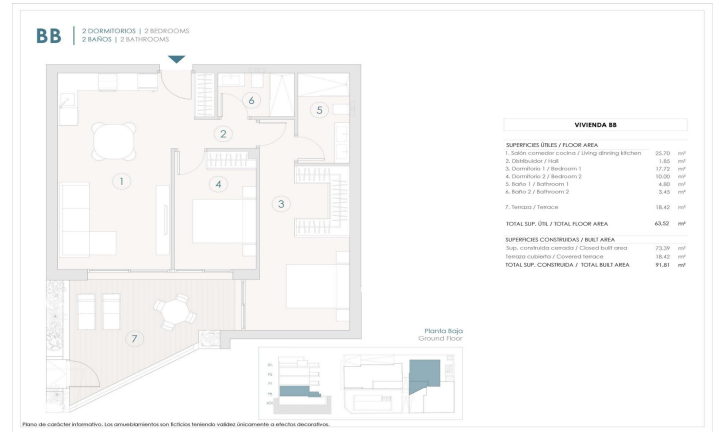 BB
2 DORMITORIOS | 2 BEDROOMS
2 BAÑOS | 2 BATHROOMS
6
5
2
1
4
3
7
VIVIENDA BB
SUPERFICIES ÚTILES / FLOOR AREA
1. Salón comedor cocina / Living dinning kitchen 25.70 m²
2. Distribuidor / Hall 1.85 m²
3. Dormitorio 1 / Bedroom 1 17.72 m²
4. Dormitorio 2 / Bedroom 2 10.00 m²
5. Baño 1 / Bathroom 1 4.80 m²
6. Baño 2 / Bathroom 2 3.45 m²
7. Terraza / Terrace 18.42 m²
TOTAL SUP. ÚTIL / TOTAL FLOOR AREA 63,52 m²
SUPERFICIES CONSTRUIDAS / BUILT AREA
Sup. construida cerrada / Closed built area 73.39 m²
Terraza cubierta / Covered terrace 18.42 m²
TOTAL SUP. CONSTRUIDA / TOTAL BUILT AREA 91.81 m²
Planta Baja
Ground Floor
Plano de carácter informativo. Los amueblamientos son ficticios teniendo validez únicamente a efectos decorativos.